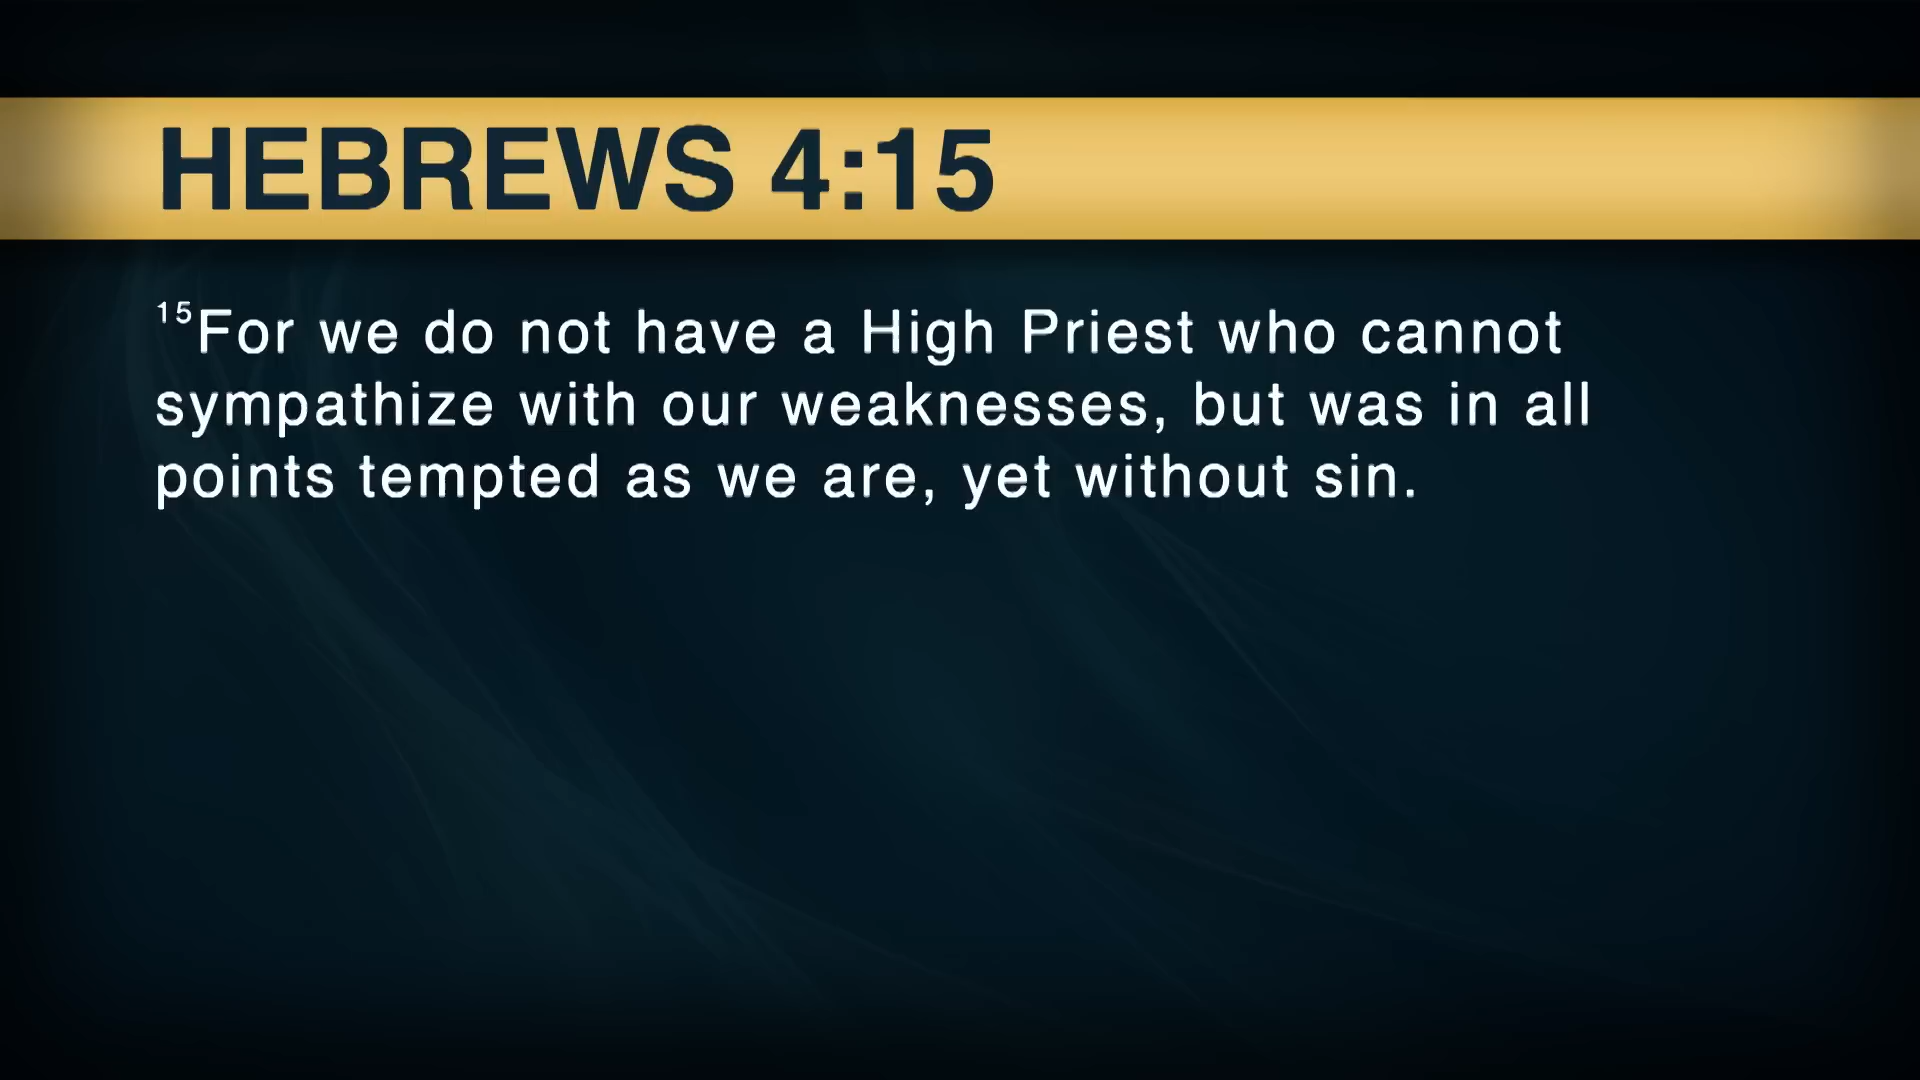 HEBREWS 4:15
15For we do not have a High Priest who cannot
sympathize with our weaknesses, but was in all
points tempted as we are, yet without sin.